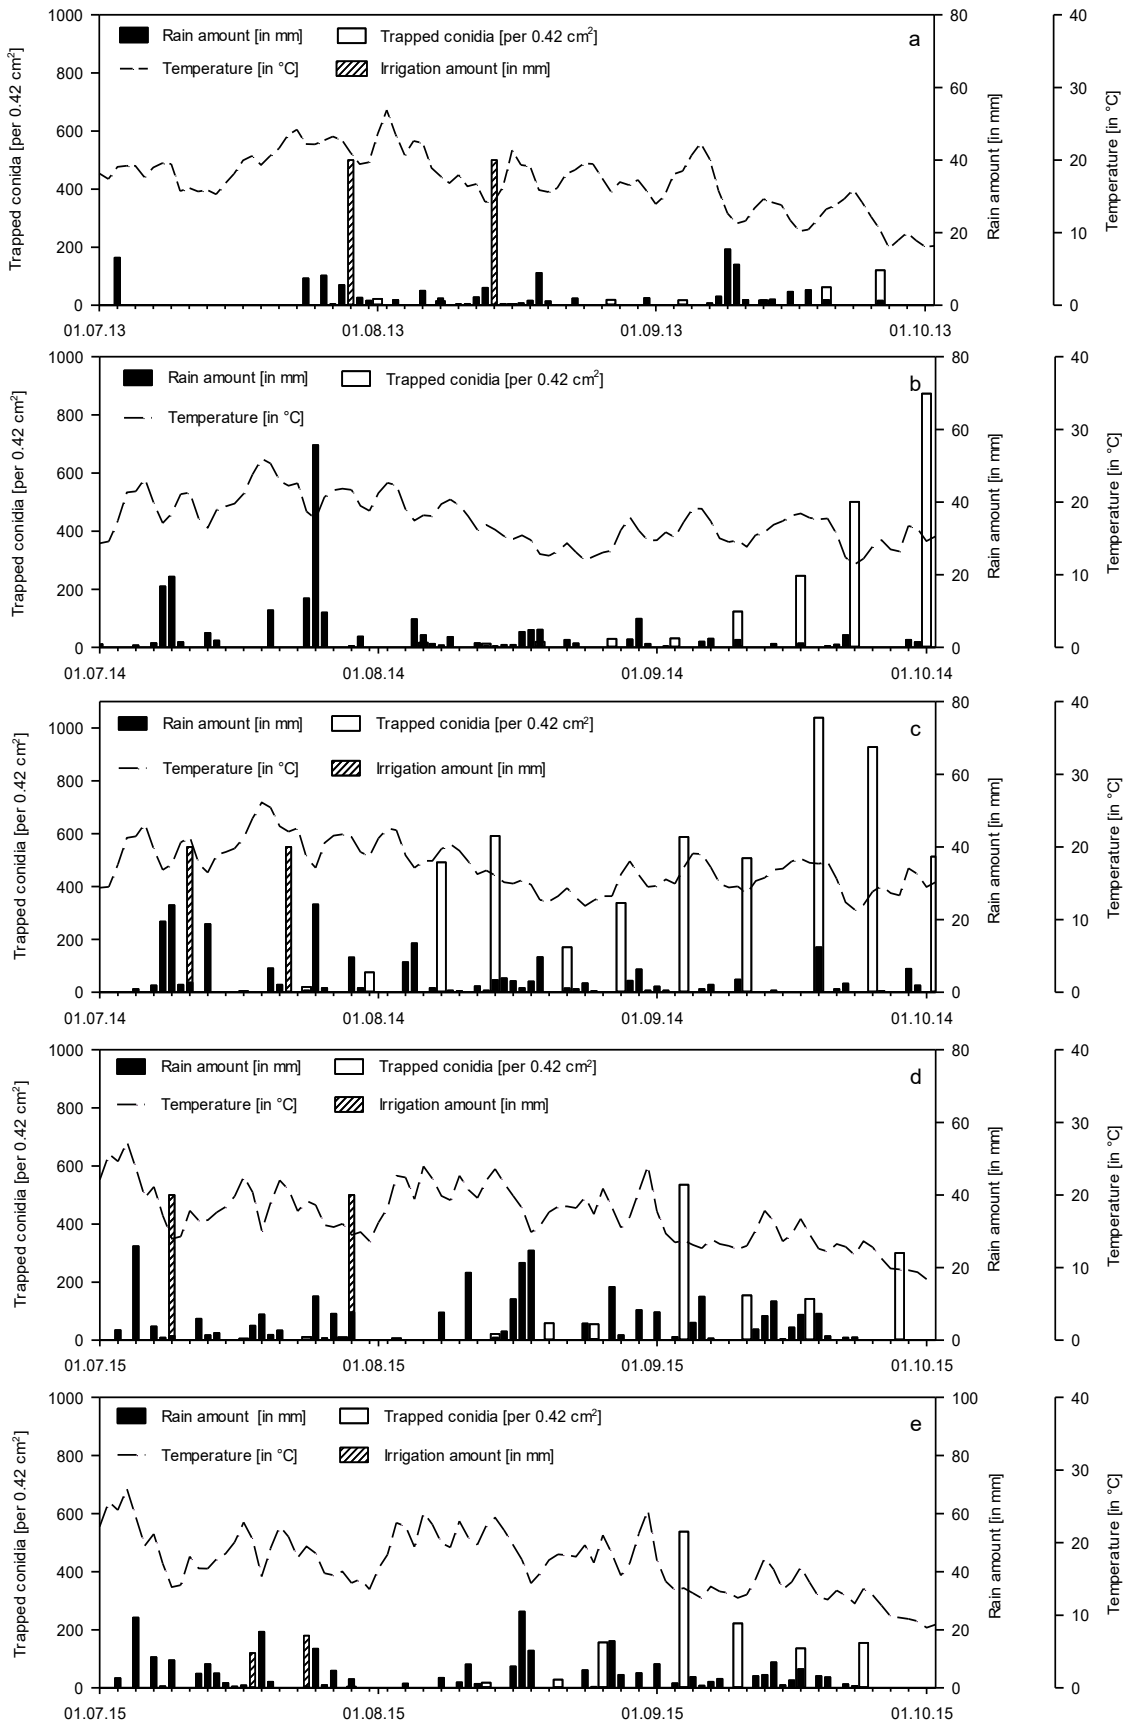 1000 80 40
Rain amount [in mm] Trapped conidia [per 0.42 cm²] a
Temperature [in °C] Irrigation amount [in mm]
800 60 30
600
40 20
400
20 10
200
0 0 0
Trapped conida [per 0.42 cm²]
Rain amount [in mm]
Temperature [in °C]
01.07.13 01.08.13 01.09.13 01.10.13
1000 80 40
Rain amount [in mm] Trapped conidia [per 0.42 cm²] b
Temperature [in °C]
800 60 30
600
40 20
400
20 10
200
0 0 0
Trapped conidia [per 0.42 cm²]
Rain amount [in mm]
Temperature [in °C]
01.07.14 01.08.14 01.09.14 01.10.14
80 40
1000 Rain amount [in mm] Trapped conidia [per 0.42 cm²] c
Temperature [in °C] Irrigation amount [in mm]
800 60 30
600
40 20
400
20 10
200
0 0 0
Trapped conidia [per 0.42 cm²]
Rain amount [in mm]
Temperature [in °C]
01.07.14 01.08.14 01.09.14 01.10.14
1000 80 40
Rain amount [in mm] Trapped conidia [per 0.42 cm²] d
Temperature [in °C] Irrigation amount [in mm]
800 60 30
600
40 20
400
20 10
200
0 0 0
Trapped conidia [per 0.42 cm²]
Rain amount [in mm]
Temperature [in °C]
01.07.15 01.08.15 01.09.15 01.10.15
1000 100 40
Rain amount [in mm] Trapped conidia [per 0.42 cm²] e
Temperature [in °C] Irrigation amount [in mm]
800 80 30
600 60
20
400 40
200 20 10
0 0 0
Trapped conidia [per 0.42 cm²]
Rain amount [in mm]
Temperature [in °C]
01.07.15 01.08.15 01.09.15 01.10.15